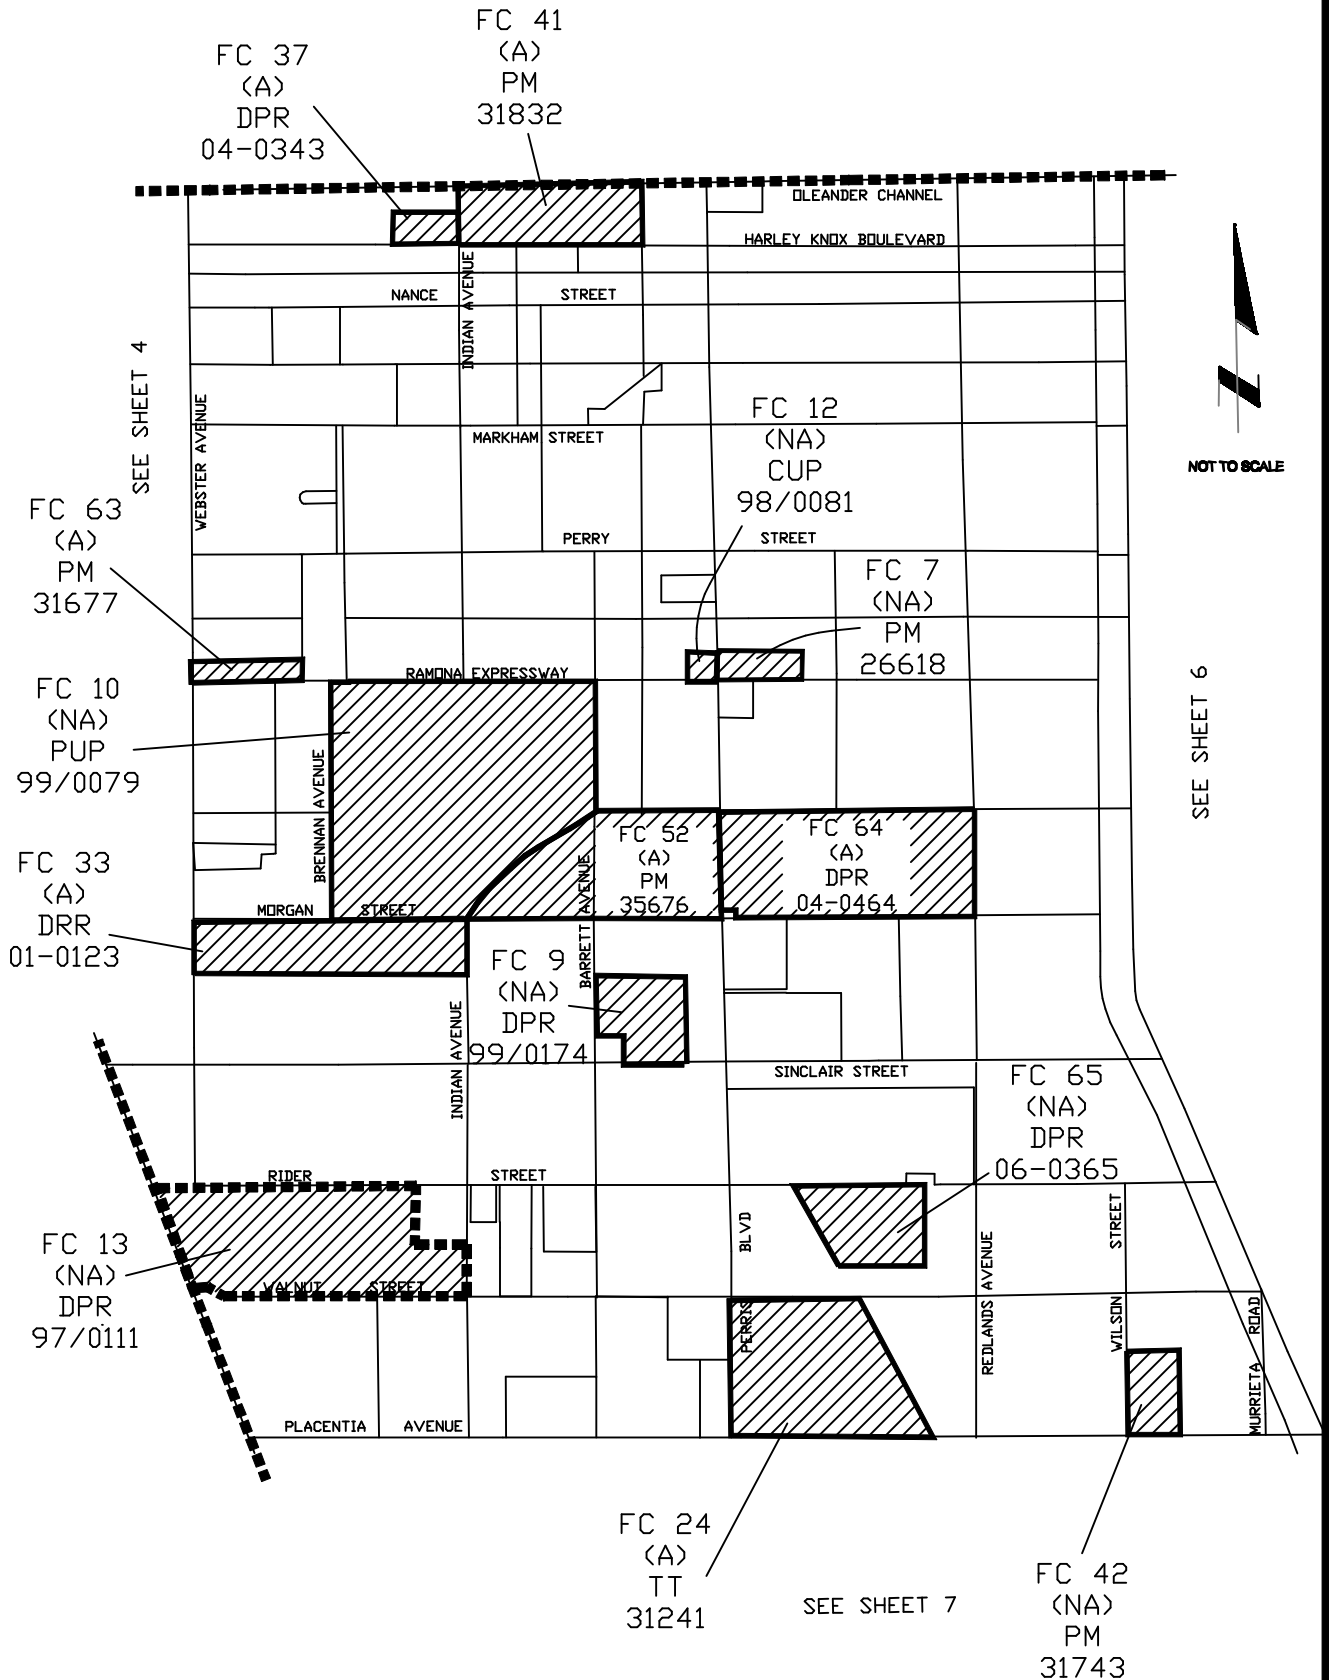 FC 41
(A)
PM
31832
FC 37
(A)
DPR
04-0343
OLEANDER CHANNEL
HARLEY KNOX BOULEVARD
INDIAN AVENUE
NANCE STREET
SEE SHEET 4
WEBSTER AVENUE
MARKHAM STREET
FC 12
(NA)
CUP
98/0081
NOT TO SCALE
FC 63
(A)
PM
31677
PERRY STREET
FC 7
(NA)
PM
26618
RAMONA EXPRESSWAY
FC 10
(NA)
PUP
99/0079
SEE SHEET 6
BRENNAN AVENUE
FC 52
(A)
PM
35676
FC 64
(A)
DPR
04-0464
FC 33
(A)
DRR
01-0123
MORGAN STREET
BARRETT AVENUE
FC 9
(NA)
DPR
99/0174
INDIAN AVENUE
SINCLAIR STREET
FC 65
(NA)
DPR
06-0365
RIDER STREET
FC 13
(NA)
DPR
97/0111
WALNUT STREET
PERRIS BLVD
REDLANDS AVENUE
WILSON STREET
MURRIETA ROAD
PLACENTIA AVENUE
FC 24
(A)
TT
31241
SEE SHEET 7
FC 42
(NA)
PM
31743